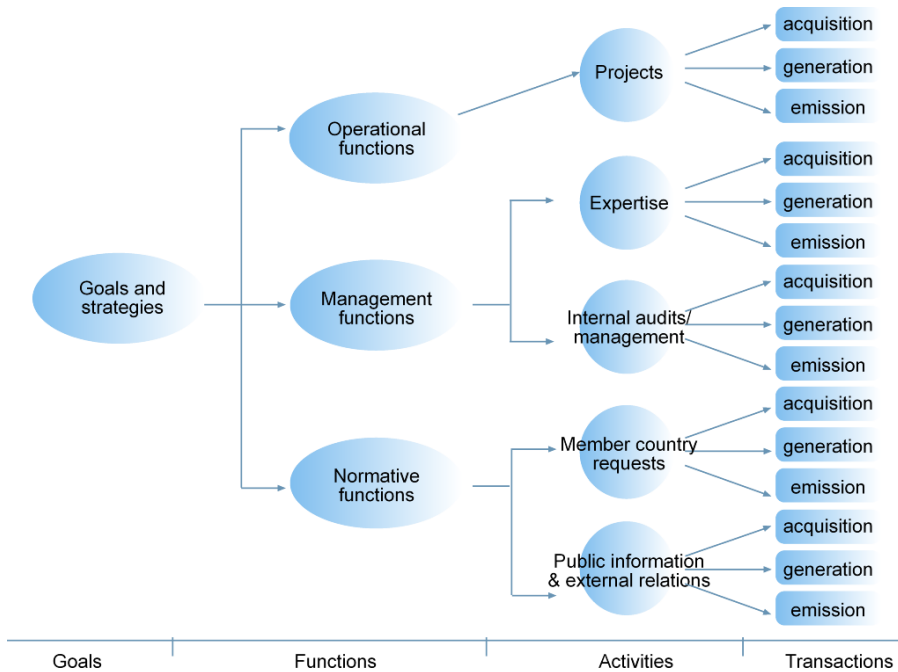 Goals and
strategies
Operational
functions
Management
functions
Normative
functions
Projects
Expertise
Internal audits/
management
Member country
requests
Public information
& external relations
acquisition
generation
emission
acquisition
generation
emission
acquisition
generation
emission
acquisition
generation
emission
acquisition
generation
emission
Goals
Functions
Activities
Transactions